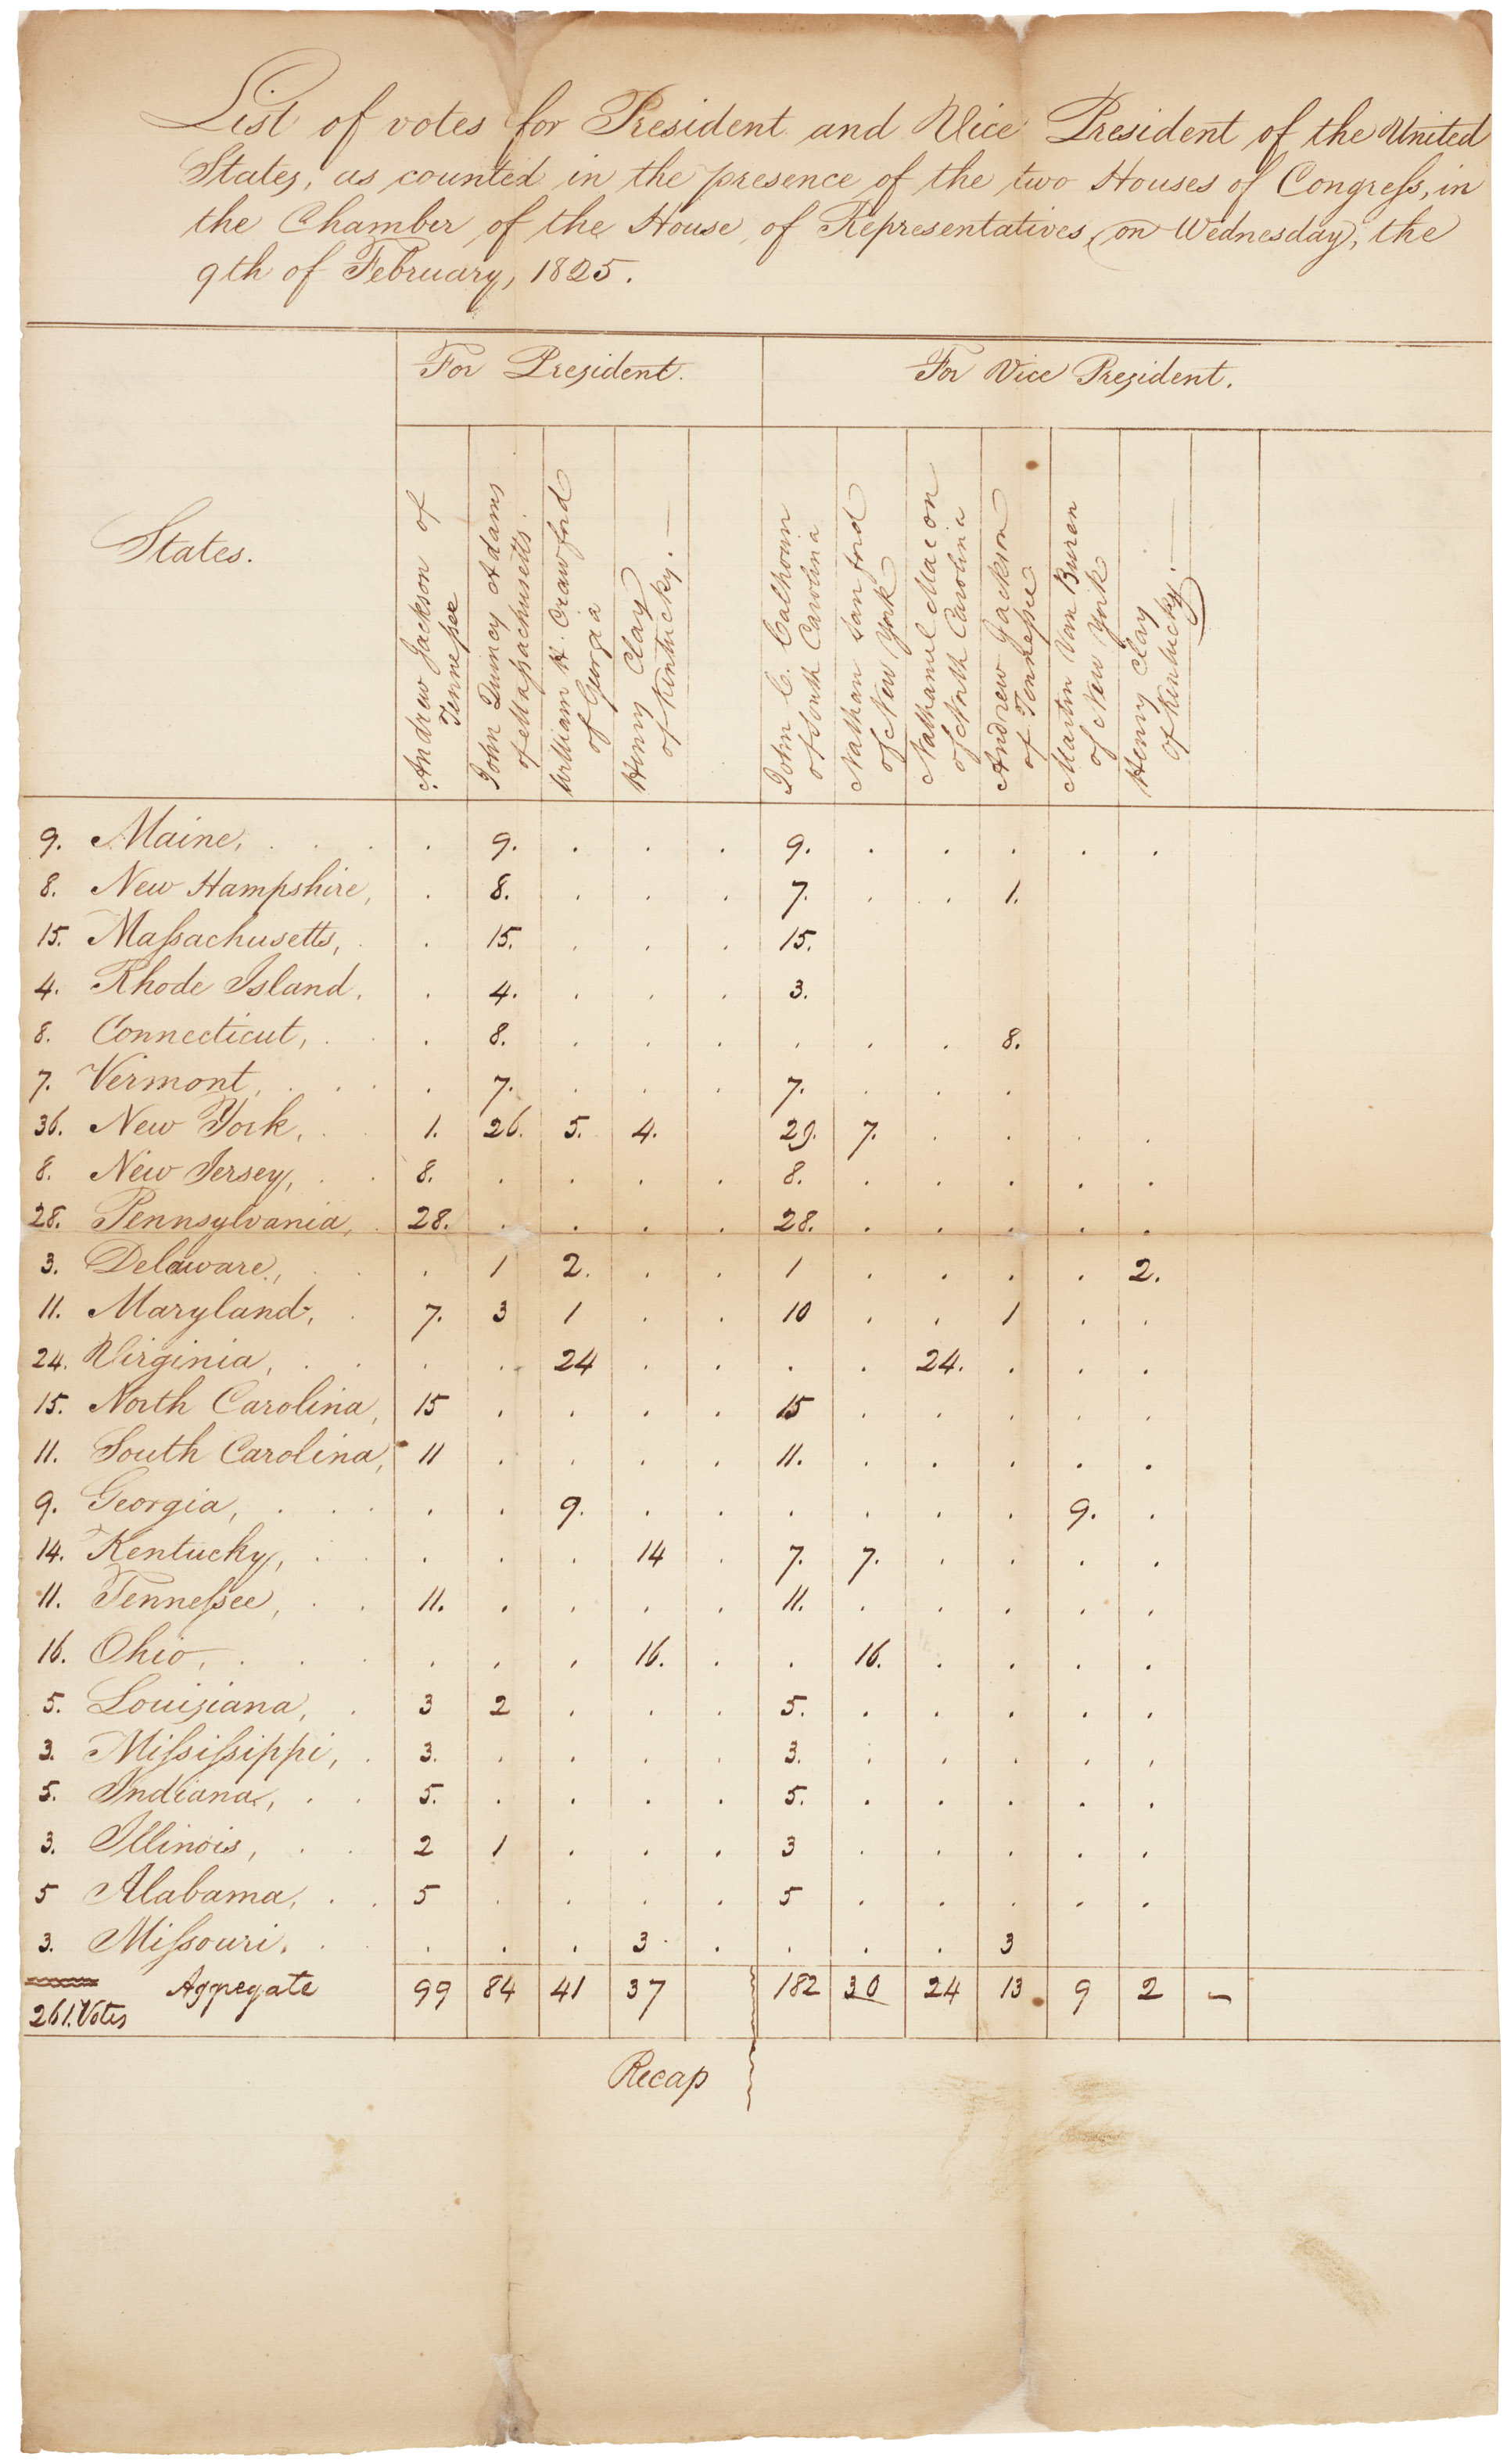 List of votes for President and Vice President of the United
States, as counted in the presence of the two Houses of Congreſs, in
the Chamber of the House of Representatives, on Wednesday, the
9th of February, 1825.
States.
For President.
For Vice President.
Andrew Jackson of
Tenneſsee
John Quincy Adams
of Maſsachusetts.
William H. Crawford
of Georgia
Henry Clay
of Kentucky.
John C. Calhoun
of South Carolina
Nathan Sanford
of New York
Nathaniel Macon
of North Carolina
Andrew Jackson
of Tenneſsee
Martin Van Buren
of New York
Henry Clay
of Kentucky.
9. Maine, . . . . 9. . . . 9. . . . . .
8. New Hampshire, . 8. . . . 7. . . 1.
15. Maſsachusetts, . . 15. . . . 15.
4. Rhode Island. . 4. . . . 3.
8. Connecticut, . . . 8. . . . . . . 8.
7. Vermont, . . . . 7. . . . 7. . . .
36. New York, . . 1. 26. 5. 4. 29. 7. . . . .
8. New Jersey, . . 8. . . . . 8. . . . . .
28. Pennsylvania, . 28. . . . . 28. . . . . .
3. Delaware, . . . 1 2. . . 1 . . . . 2.
11. Maryland, . 7. 3 1 . . 10 . . 1 . .
24. Virginia, . . . . 24 . . . . 24. . . .
15. North Carolina, 15 . . . . 15 . . . . .
11. South Carolina, 11 . . . . 11. . . . . .
9. Georgia, . . . . . 9. . . . . . . 9. .
14. Kentucky, . . . . . 14 . 7. 7. . . . .
11. Tenneſsee, . . 11. . . . . 11. . . . . .
16. Ohio, . . . . . . 16. . . 16. . . . .
5. Louisiana, . 3 2 . . . 5. . . . . .
3. Miſsiſsippi, . 3. . . . . 3. . . . . .
5. Indiana, . . 5. . . . . 5. . . . . .
3. Illinois, . . 2 1 . . . 3 . . . . .
5 Alabama, . . 5 . . . . 5 . . . . .
3. Miſsouri. . . . . . 3 . . . . 3
Aggregate 99 84 41 37 182 30 24 13 9 2 -
261. Votes
Recap